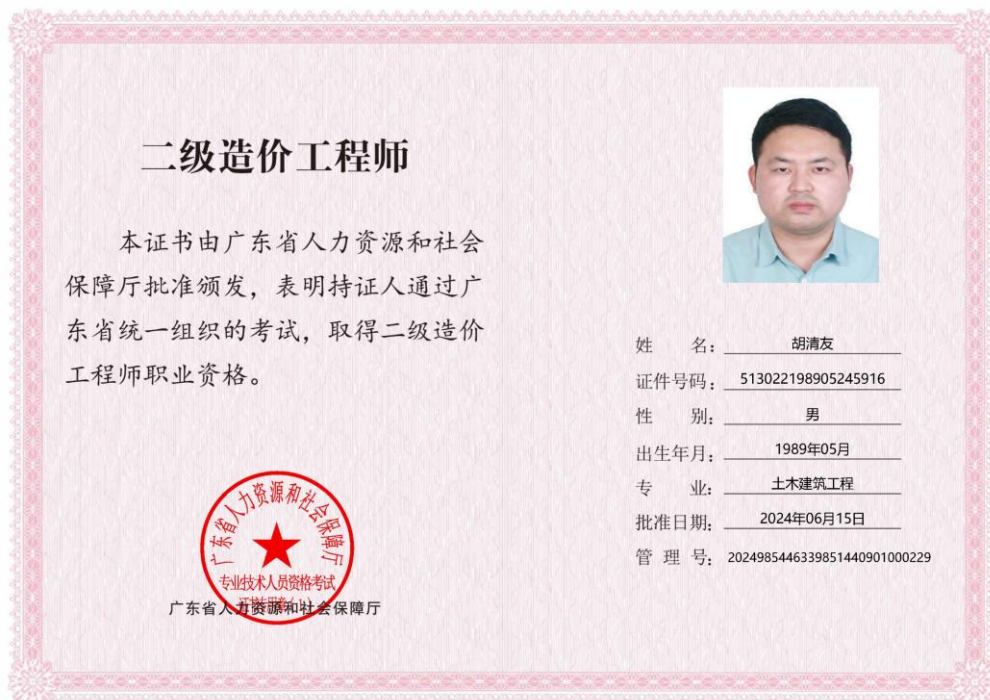 二级造价工程师
本证书由广东省人力资源和社会
保障厅批准颁发，表明持证人通过广
东省统一组织的考试，取得二级造价
工程师职业资格。
广东省人力资源和社会保障厅
专业技术人员资格考试
广东省人力资源和社会保障厅
姓 名：胡清友
证件号码：513022198905245916
性 别：男
出生年月：1989年05月
专 业：土木建筑工程
批准日期：2024年06月15日
管 理 号：2024985446339851440901000229